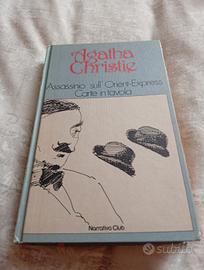 Agatha
Christie
Assassinio sull'Orient-Express
Carte in tavola
Narrativa Club
subito